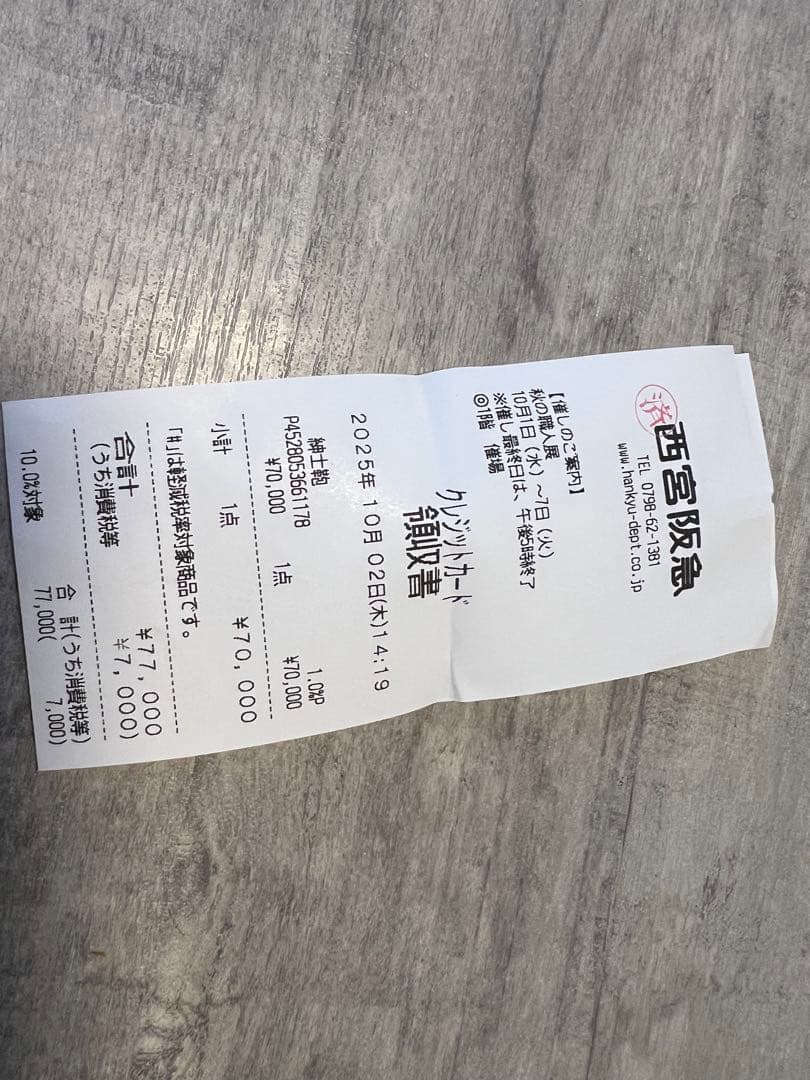 西宮阪急
済
TEL 0798-62-1381
www.hankyu-dept.co.jp
【催しのご案内】
秋の職人展
10月1日（水）～7日（火）
※催し最終日は、午後5時終了
◎1階 催場
クレジットカード
領収書
2025年10月02日(木)14:19
紳士鞄 1.0%P
P4528053661178
¥70,000 1点 ¥70,000
小計 1点 ¥70,000
「#」は軽減税率対象商品です。
合計 ¥77,000
(うち消費税等 ¥7,000)
合 計(うち消費税等)
10.0%対象 77,000( 7,000)